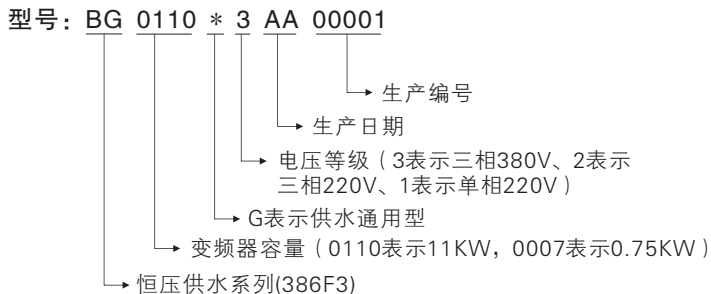 型号：BG 0110 * 3 AA 00001
生产编号
生产日期
电压等级（3表示三相380V、2表示
三相220V、1表示单相220V）
G表示供水通用型
变频器容量（0110表示11KW，0007表示0.75KW）
恒压供水系列(386F3)